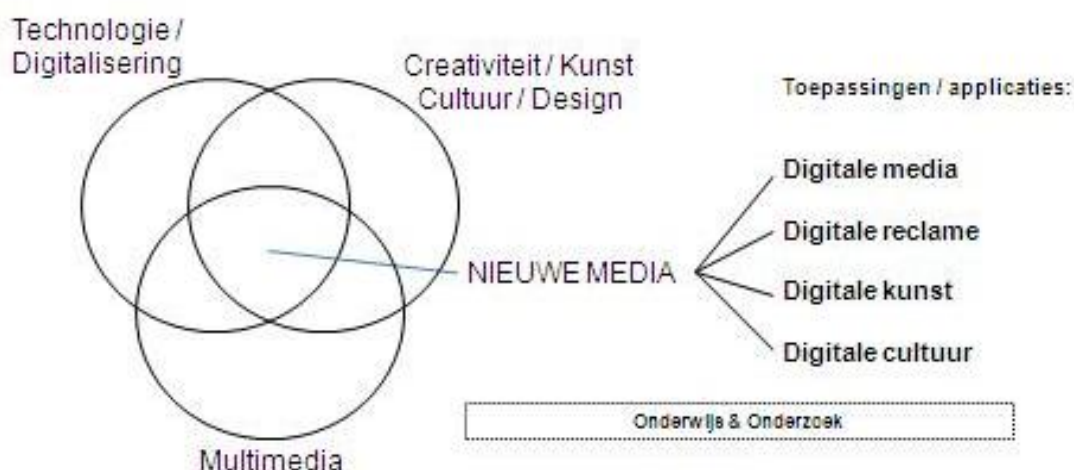 Technologie /
Digitalisering
Creativiteit / Kunst
Cultuur / Design
Toepassingen / applicaties:
Digitale media
Digitale reclame
NIEUWE MEDIA
Digitale kunst
Digitale cultuur
Onderwijs & Onderzoek
Multimedia